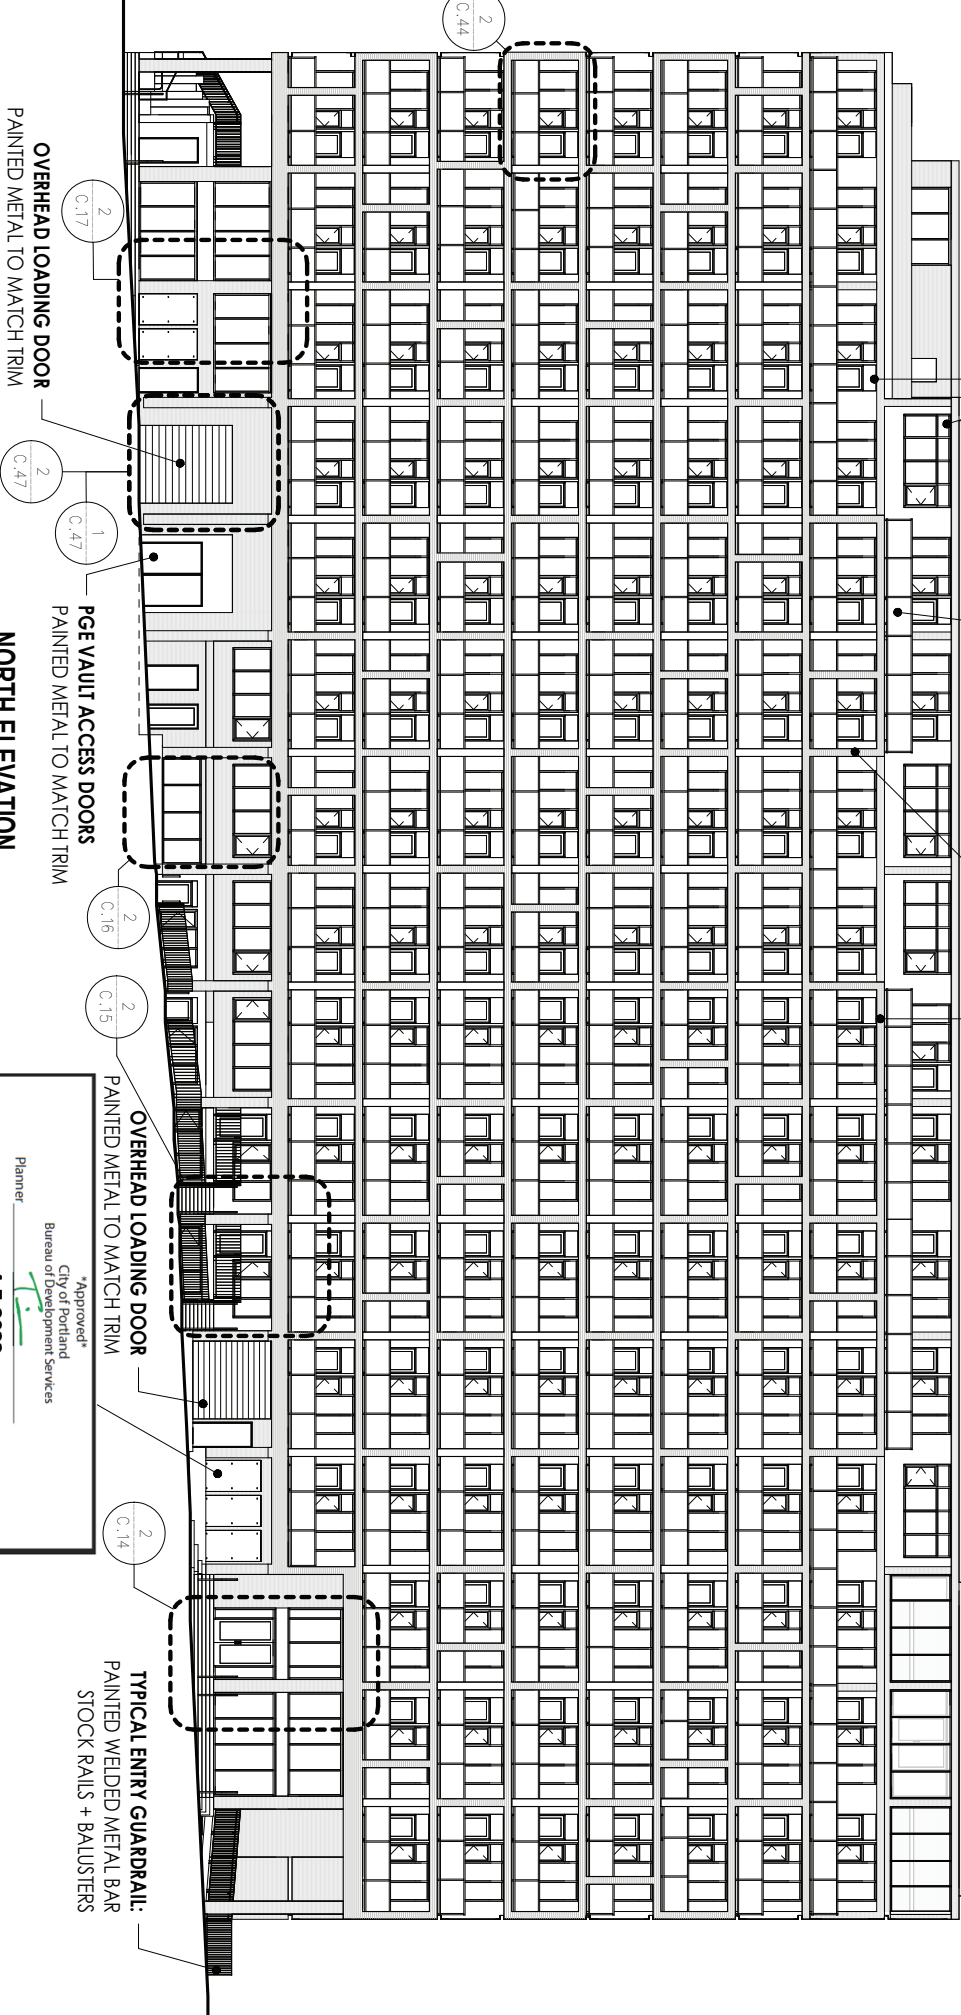 2
C.44
OVERHEAD LOADING DOOR
PAINTED METAL TO MATCH TRIM
2
C.17
2
C.47
1
C.47
PGE VAULT ACCESS DOORS
PAINTED METAL TO MATCH TRIM
NORTH ELEVATION
2
C.16
2
C.15
OVERHEAD LOADING DOOR
PAINTED METAL TO MATCH TRIM
*Approved*
City of Portland
Bureau of Development Services
Planner
2
C.14
TYPICAL ENTRY GUARDRAIL:
PAINTED WELDED METAL BAR
STOCK RAILS + BALUSTERS